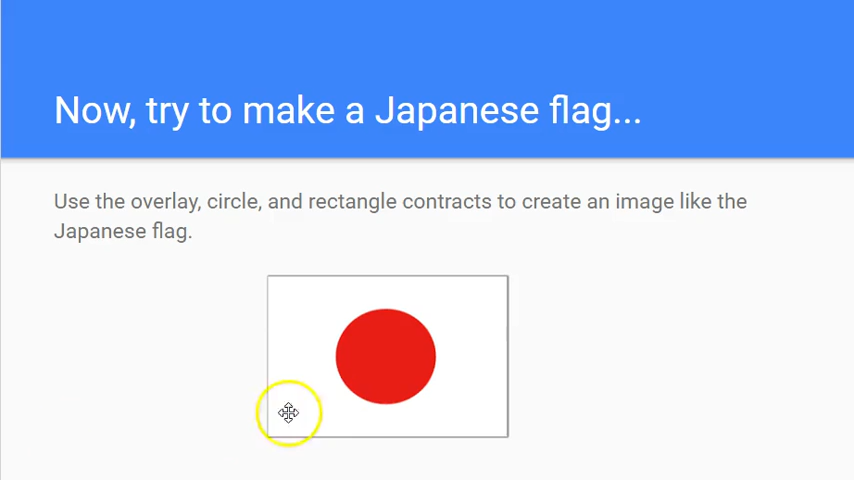 Now, try to make a Japanese flag...
Use the overlay, circle, and rectangle contracts to create an image like the
Japanese flag.